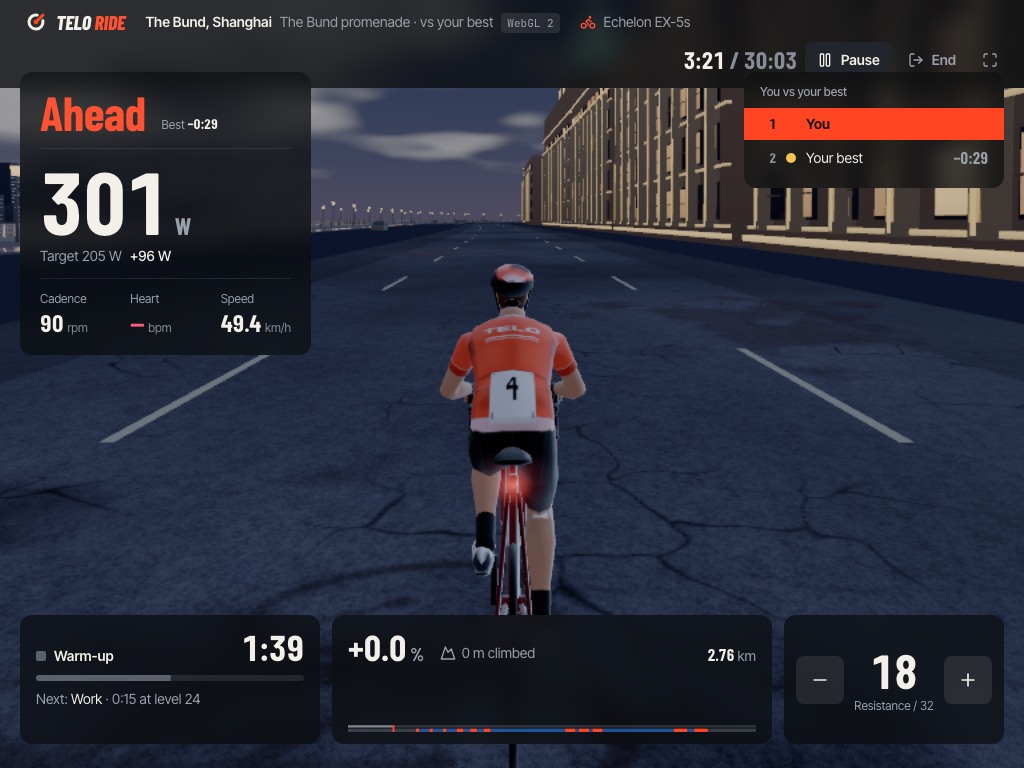 TELO RIDE The Bund, Shanghai The Bund promenade · vs your best WebGL 2 Echelon EX-5s
3:21 / 30:03 Pause End
Ahead Best −0:29
301 W
Target 205 W +96 W
Cadence Heart Speed
90 rpm — bpm 49.4 km/h
You vs your best
1 You
2 Your best −0:29
TELO
4
Warm-up 1:39
Next: Work · 0:15 at level 24
+0.0 % 0 m climbed 2.76 km
− 18 +
Resistance / 32